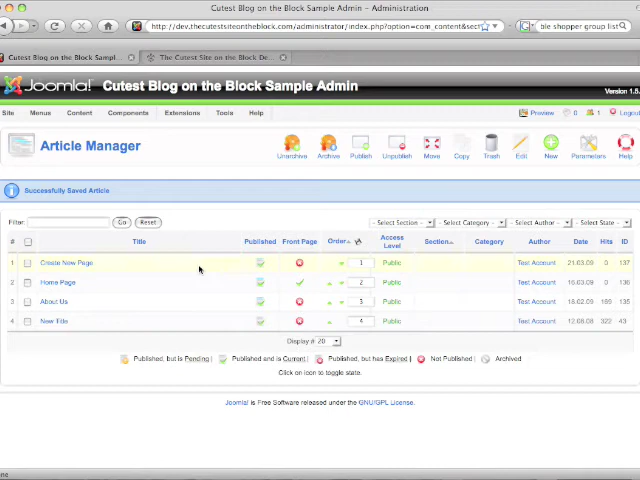 Cutest Blog on the Block Sample Admin - Administration
http://dev.thecutestsiteontheblock.com/administrator/index.php?option=com_content&sect
ble shopper group list
Cutest Blog on the Block Sampl...
The Cutest Site on the Block De...
Joomla! Cutest Blog on the Block Sample Admin
Version 1.5.
Site Menus Content Components Extensions Tools Help
Preview 0 1 Logout
Article Manager
Unarchive Archive Publish Unpublish Move Copy Trash Edit New Parameters Help
Successfully Saved Article
Filter: Go Reset
- Select Section - - Select Category - - Select Author - - Select State -
# Title Published Front Page Order Access Level Section Category Author Date Hits ID
1 Create New Page 1 Public Test Account 21.03.09 0 137
2 Home Page 2 Public Test Account 16.03.09 0 136
3 About Us 3 Public Test Account 18.02.09 189 135
4 New Title 4 Public Test Account 12.08.08 322 43
Display # 20
Published, but is Pending | Published and is Current | Published, but has Expired | Not Published | Archived
Click on icon to toggle state.
Joomla! is Free Software released under the GNU/GPL License.